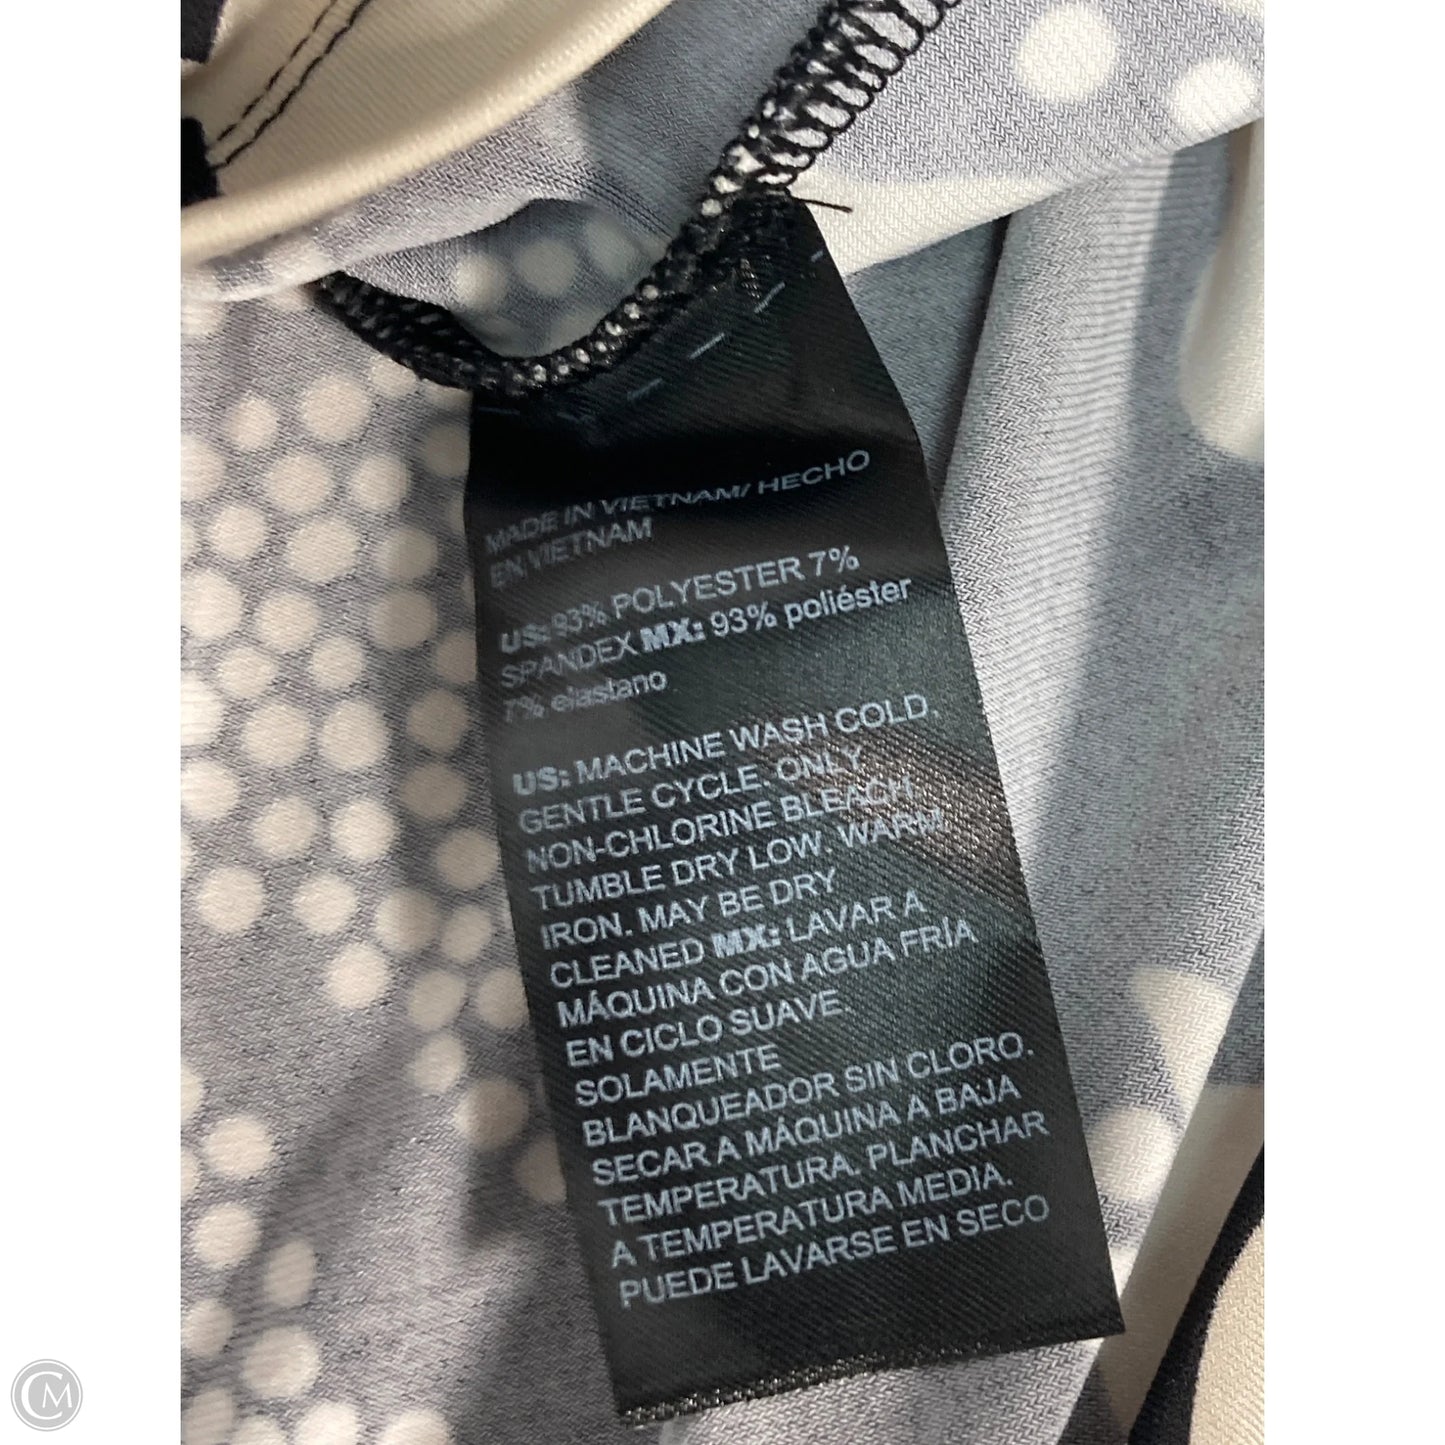 MADE IN VIETNAM/ HECHO
EN VIETNAM
US: 93% POLYESTER 7%
SPANDEX MX: 93% poliéster
7% elastano
US: MACHINE WASH COLD.
GENTLE CYCLE. ONLY
NON-CHLORINE BLEACH.
TUMBLE DRY LOW. WARM
IRON. MAY BE DRY
CLEANED MX: LAVAR A
MÁQUINA CON AGUA FRÍA
EN CICLO SUAVE.
SOLAMENTE
BLANQUEADOR SIN CLORO.
SECAR A MÁQUINA A BAJA
TEMPERATURA. PLANCHAR
A TEMPERATURA MEDIA.
PUEDE LAVARSE EN SECO
CM